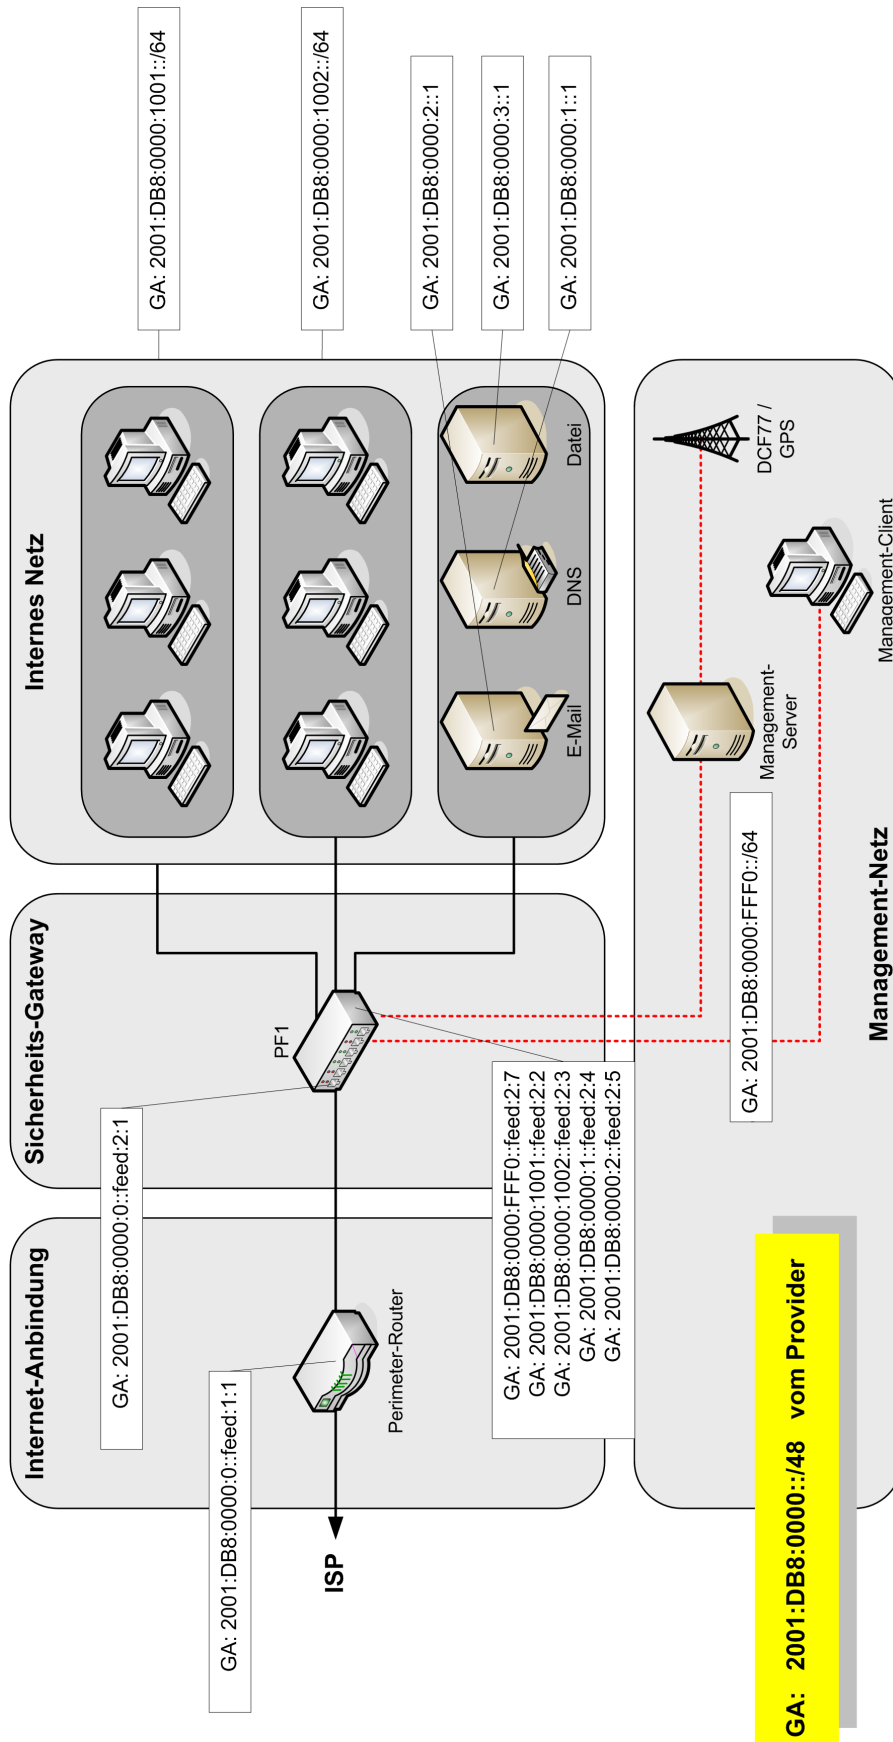 Internet-Anbindung
Sicherheits-Gateway
Internes Netz
GA: 2001:DB8:0000:1001::/64
GA: 2001:DB8:0000:0::feed:2:1
PF1
GA: 2001:DB8:0000:1002::/64
GA: 2001:DB8:0000:0::feed:1:1
ISP
Perimeter-Router
E-Mail
DNS
Datei
GA: 2001:DB8:0000:2::1
GA: 2001:DB8:0000:3::1
GA: 2001:DB8:0000:1::1
GA: 2001:DB8:0000:FFF0::feed:2:7
GA: 2001:DB8:0000:1001::feed:2:2
GA: 2001:DB8:0000:1002::feed:2:3
GA: 2001:DB8:0000:1::feed:2:4
GA: 2001:DB8:0000:2::feed:2:5
Management-
Server
DCF77 /
GPS
GA: 2001:DB8:0000:FFF0::/64
Management-Client
GA: 2001:DB8:0000::/48 vom Provider
Management-Netz